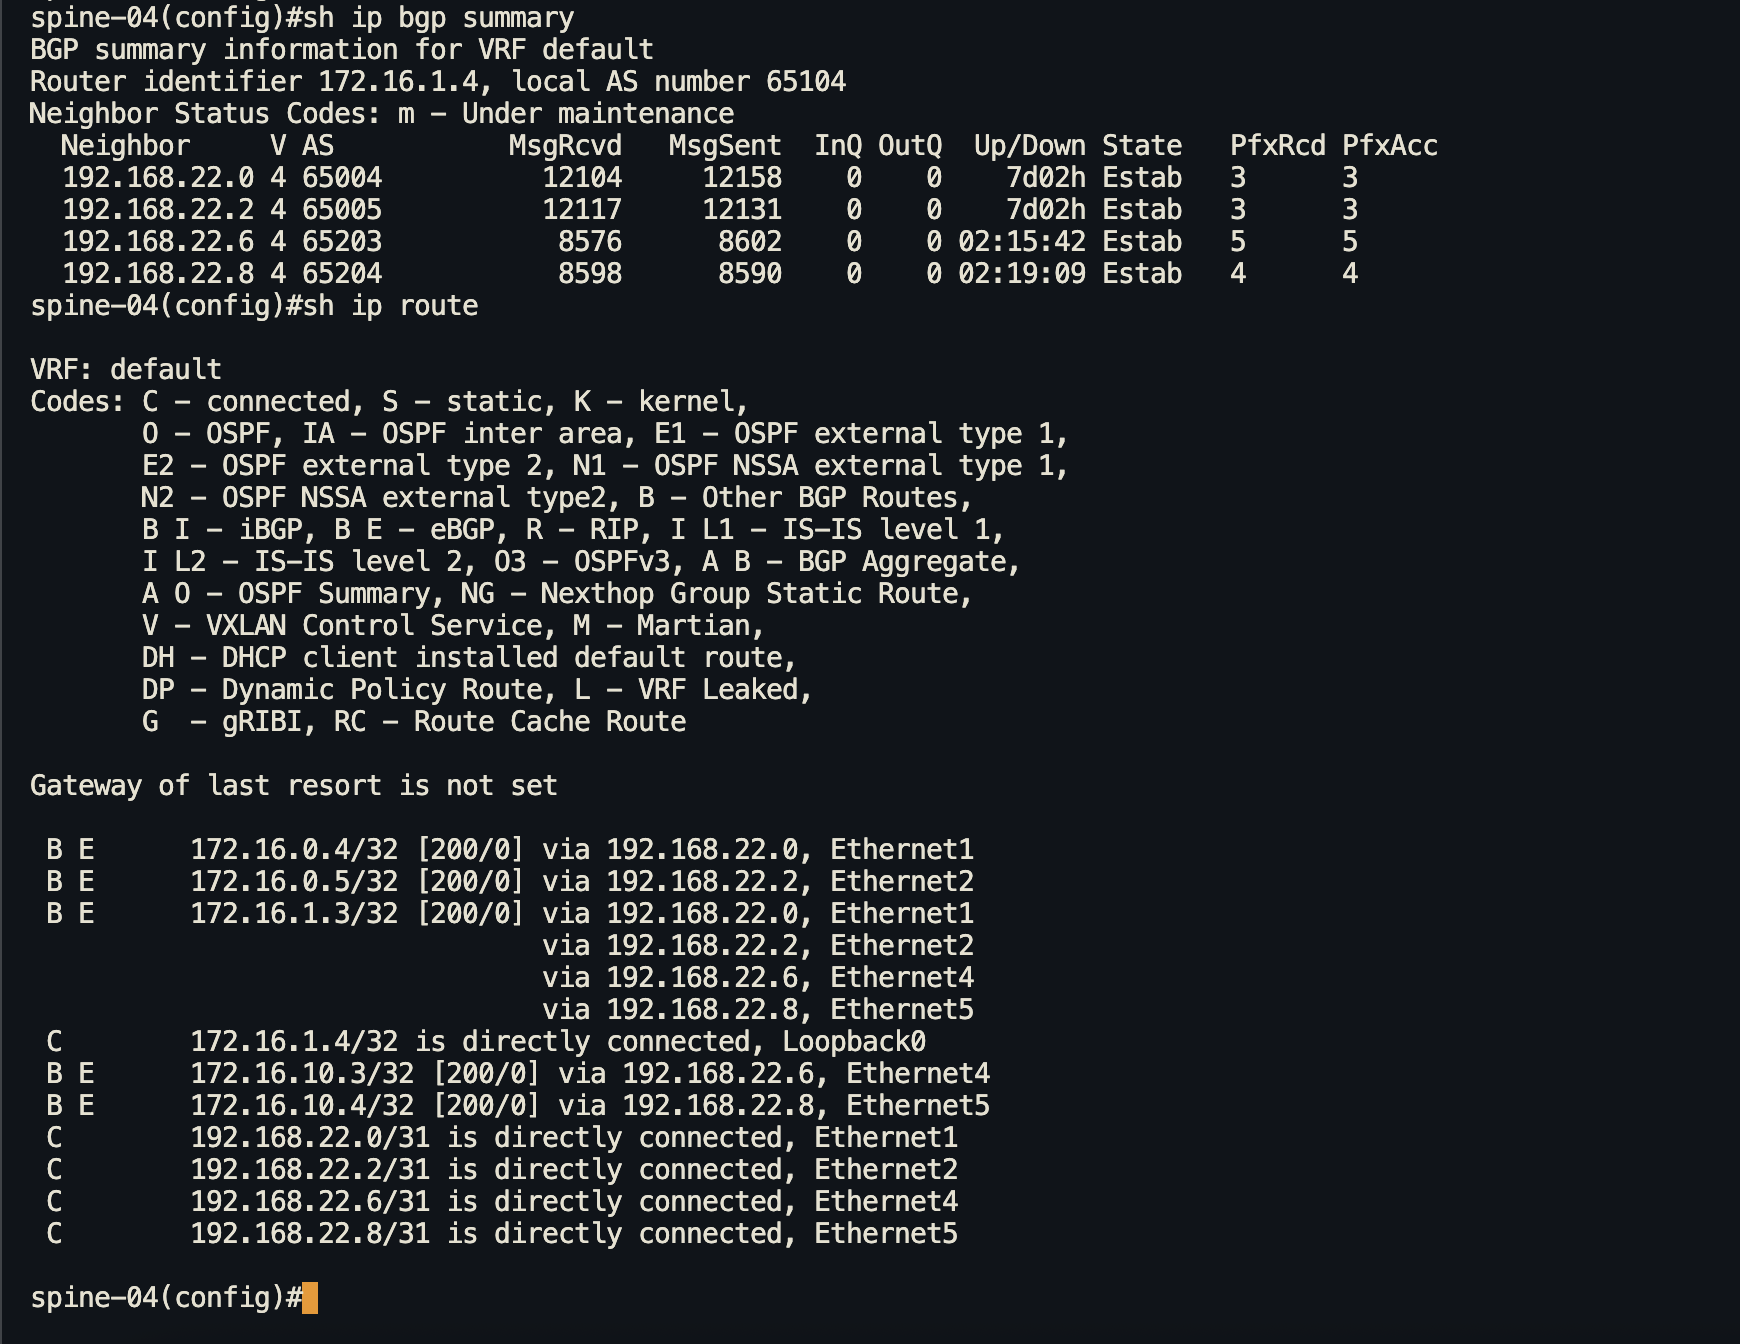 spine-04(config)#sh ip bgp summary
BGP summary information for VRF default
Router identifier 172.16.1.4, local AS number 65104
Neighbor Status Codes: m - Under maintenance
  Neighbor     V AS           MsgRcvd   MsgSent  InQ OutQ  Up/Down State   PfxRcd PfxAcc
  192.168.22.0 4 65004          12104     12158    0    0    7d02h Estab   3      3
  192.168.22.2 4 65005          12117     12131    0    0    7d02h Estab   3      3
  192.168.22.6 4 65203           8576      8602    0    0 02:15:42 Estab   5      5
  192.168.22.8 4 65204           8598      8590    0    0 02:19:09 Estab   4      4
spine-04(config)#sh ip route

VRF: default
Codes: C - connected, S - static, K - kernel,
       O - OSPF, IA - OSPF inter area, E1 - OSPF external type 1,
       E2 - OSPF external type 2, N1 - OSPF NSSA external type 1,
       N2 - OSPF NSSA external type2, B - Other BGP Routes,
       B I - iBGP, B E - eBGP, R - RIP, I L1 - IS-IS level 1,
       I L2 - IS-IS level 2, O3 - OSPFv3, A B - BGP Aggregate,
       A O - OSPF Summary, NG - Nexthop Group Static Route,
       V - VXLAN Control Service, M - Martian,
       DH - DHCP client installed default route,
       DP - Dynamic Policy Route, L - VRF Leaked,
       G  - gRIBI, RC - Route Cache Route

Gateway of last resort is not set

 B E      172.16.0.4/32 [200/0] via 192.168.22.0, Ethernet1
 B E      172.16.0.5/32 [200/0] via 192.168.22.2, Ethernet2
 B E      172.16.1.3/32 [200/0] via 192.168.22.0, Ethernet1
                                via 192.168.22.2, Ethernet2
                                via 192.168.22.6, Ethernet4
                                via 192.168.22.8, Ethernet5
 C        172.16.1.4/32 is directly connected, Loopback0
 B E      172.16.10.3/32 [200/0] via 192.168.22.6, Ethernet4
 B E      172.16.10.4/32 [200/0] via 192.168.22.8, Ethernet5
 C        192.168.22.0/31 is directly connected, Ethernet1
 C        192.168.22.2/31 is directly connected, Ethernet2
 C        192.168.22.6/31 is directly connected, Ethernet4
 C        192.168.22.8/31 is directly connected, Ethernet5

spine-04(config)#